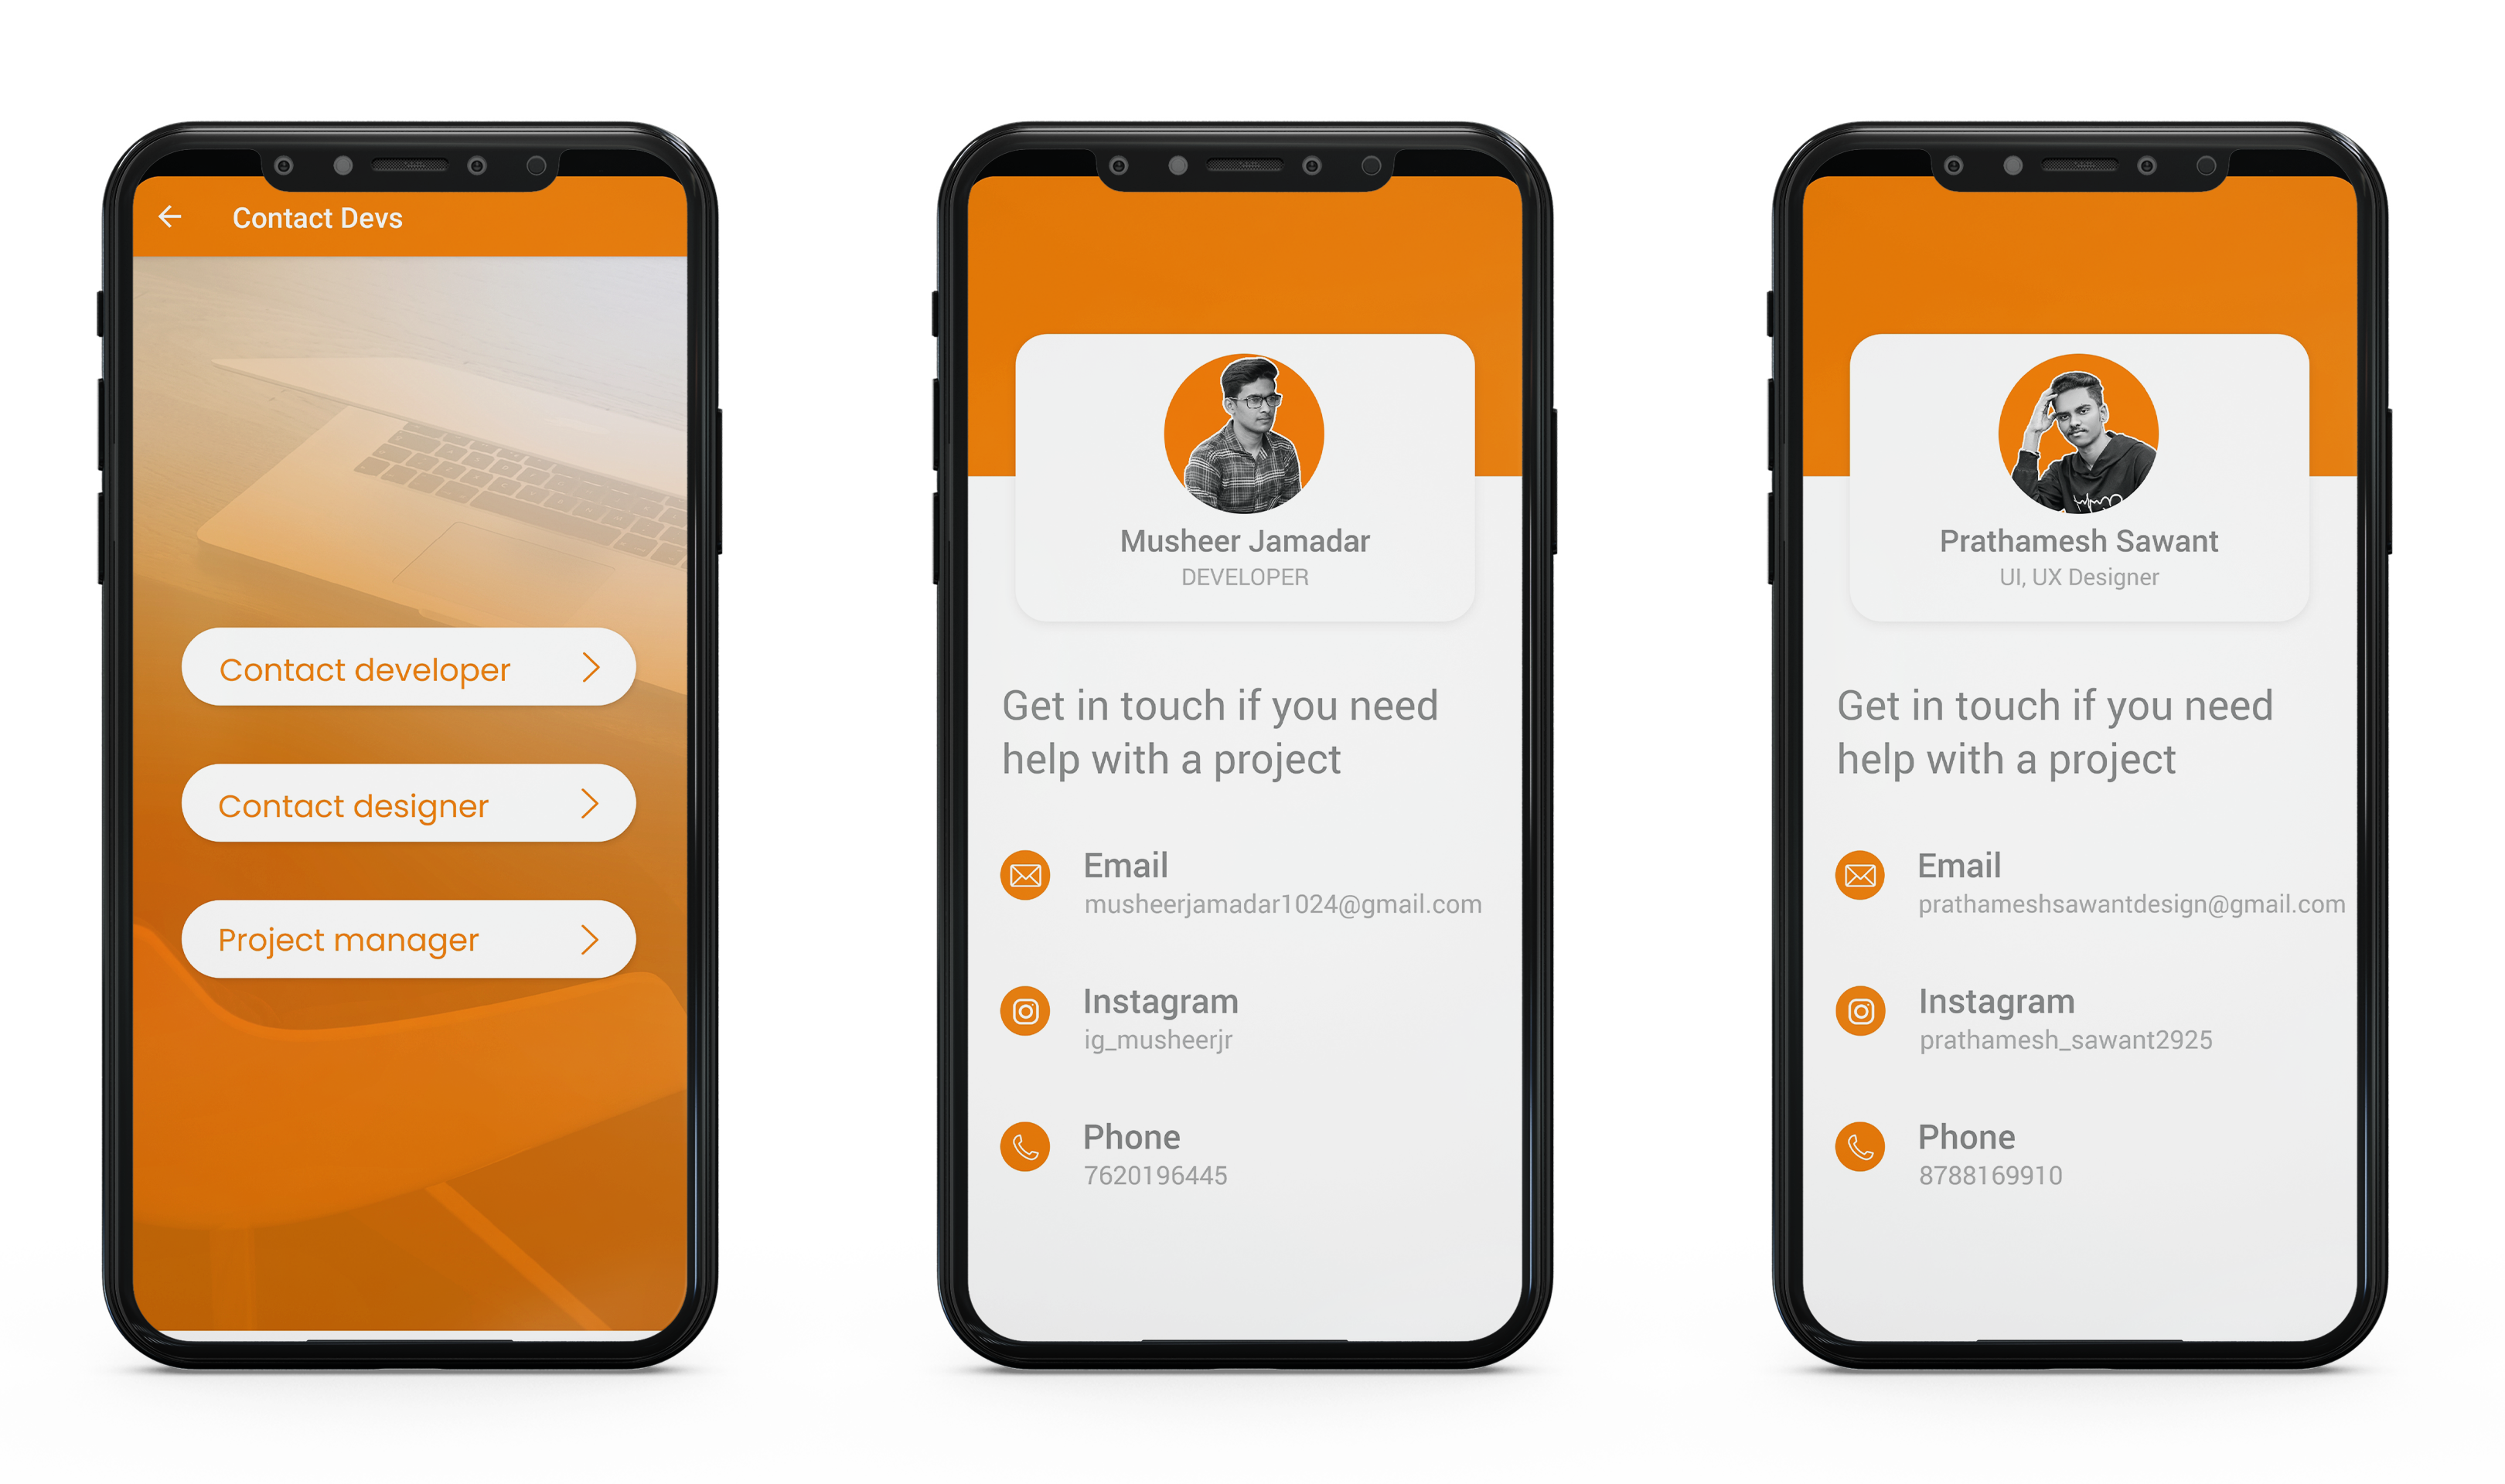 Contact Devs
Contact developer
Contact designer
Project manager
Musheer Jamadar
DEVELOPER
Get in touch if you need
help with a project
Email
musheerjamadar1024@gmail.com
Instagram
ig_musheerjr
Phone
7620196445
Prathamesh Sawant
UI, UX Designer
Get in touch if you need
help with a project
Email
prathameshsawantdesign@gmail.com
Instagram
prathamesh_sawant2925
Phone
8788169910